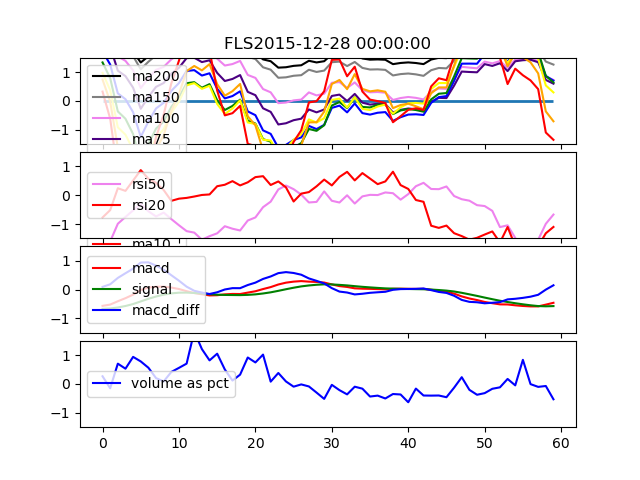 FLS2015-12-28 00:00:00
1
0
−1
ma200
ma150
ma100
ma75
1
0
−1
rsi50
rsi20
ma10
1
0
−1
macd
signal
macd_diff
1
0
−1
volume as pct
0 10 20 30 40 50 60